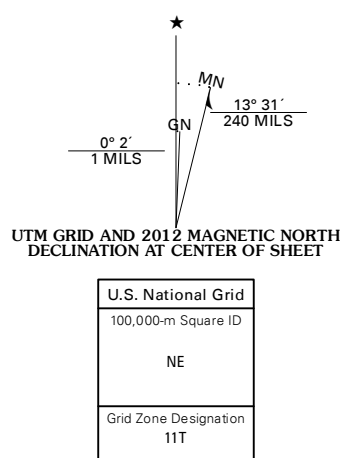 MN
GN
13° 31´
240 MILS
0° 2´
1 MILS
UTM GRID AND 2012 MAGNETIC NORTH
DECLINATION AT CENTER OF SHEET
U.S. National Grid
100,000-m Square ID
NE
Grid Zone Designation
11T